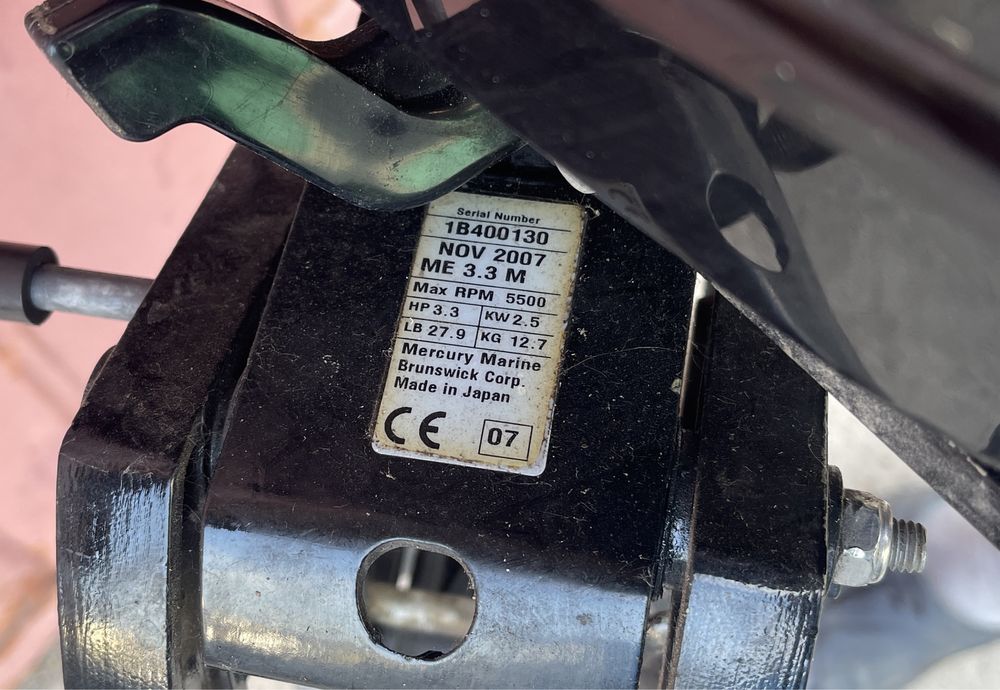 Serial Number
1B400130
NOV 2007
ME 3.3 M
Max RPM 5500
HP 3.3 KW 2.5
LB 27.9 KG 12.7
Mercury Marine
Brunswick Corp.
Made in Japan
CE 07